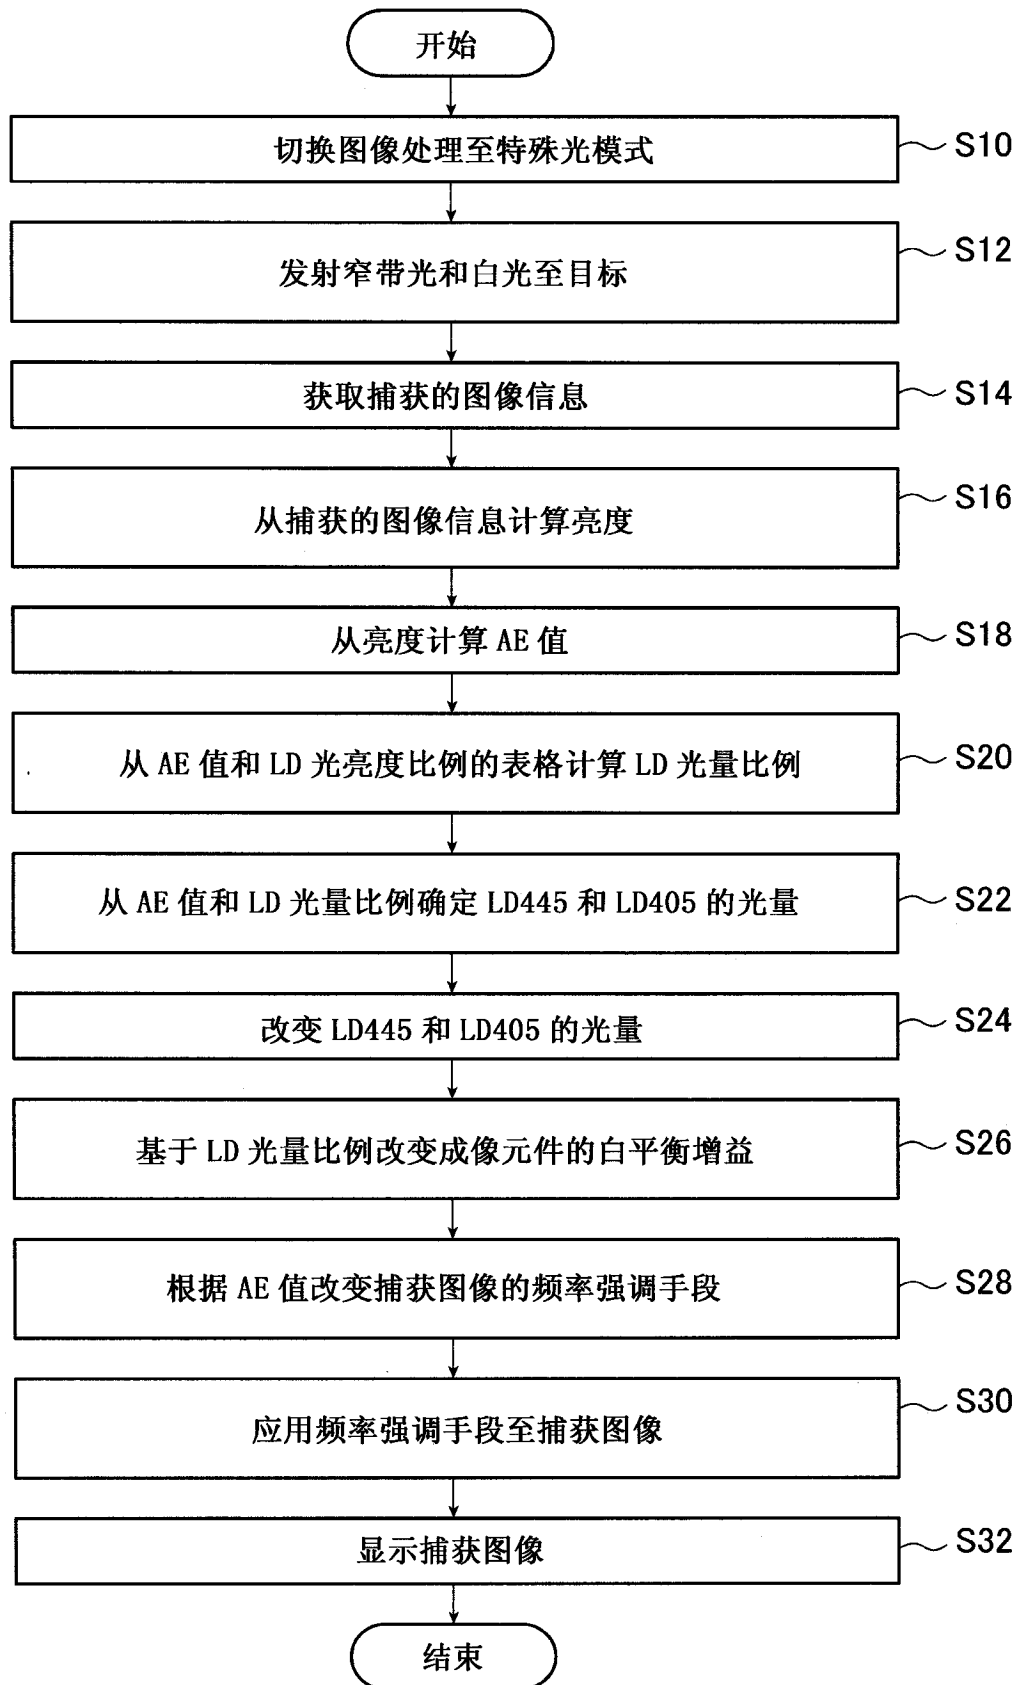 开始
切换图像处理至特殊光模式 S10
发射窄带光和白光至目标 S12
获取捕获的图像信息 S14
从捕获的图像信息计算亮度 S16
从亮度计算 AE 值 S18
从 AE 值和 LD 光亮度比例的表格计算 LD 光量比例 S20
从 AE 值和 LD 光量比例确定 LD445 和 LD405 的光量 S22
改变 LD445 和 LD405 的光量 S24
基于 LD 光量比例改变成像元件的白平衡增益 S26
根据 AE 值改变捕获图像的频率强调手段 S28
应用频率强调手段至捕获图像 S30
显示捕获图像 S32
结束